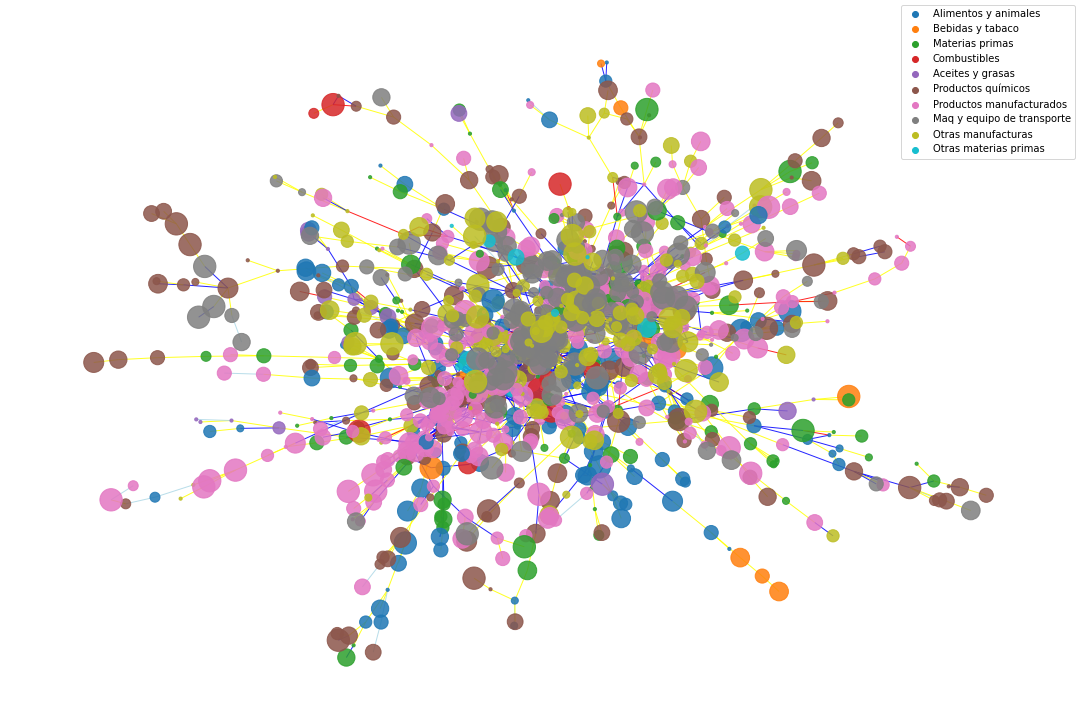 Alimentos y animales
Bebidas y tabaco
Materias primas
Combustibles
Aceites y grasas
Productos químicos
Productos manufacturados
Maq y equipo de transporte
Otras manufacturas
Otras materias primas